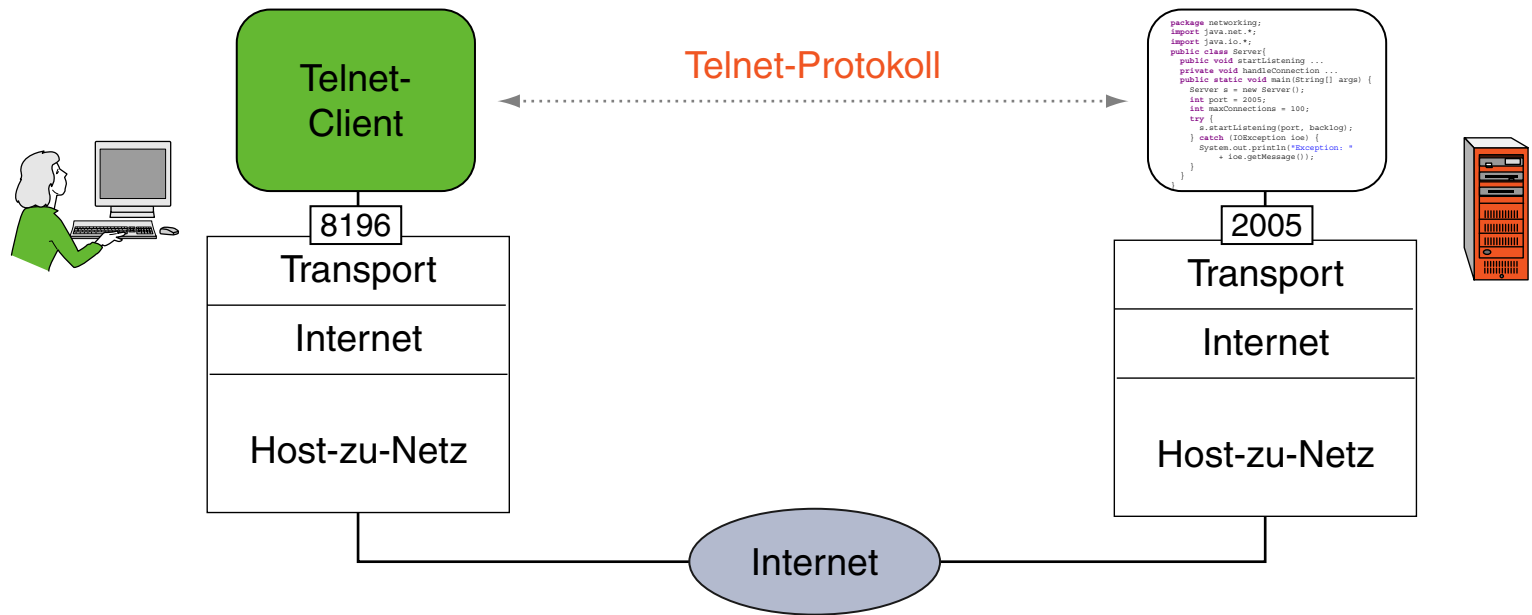 Telnet-
Client
Telnet-Protokoll
package networking;
import java.net.*;
import java.io.*;
public class Server{
public void startListening ...
private void handleConnection ...
public static void main(String[] args) {
Server s = new Server();
int port = 2005;
int maxConnections = 100;
try {
s.startListening(port, backlog);
} catch (IOException ioe) {
System.out.println("Exception: "
+ ioe.getMessage());
}
}
}
8196
Transport
Internet
Host-zu-Netz
2005
Transport
Internet
Host-zu-Netz
Internet